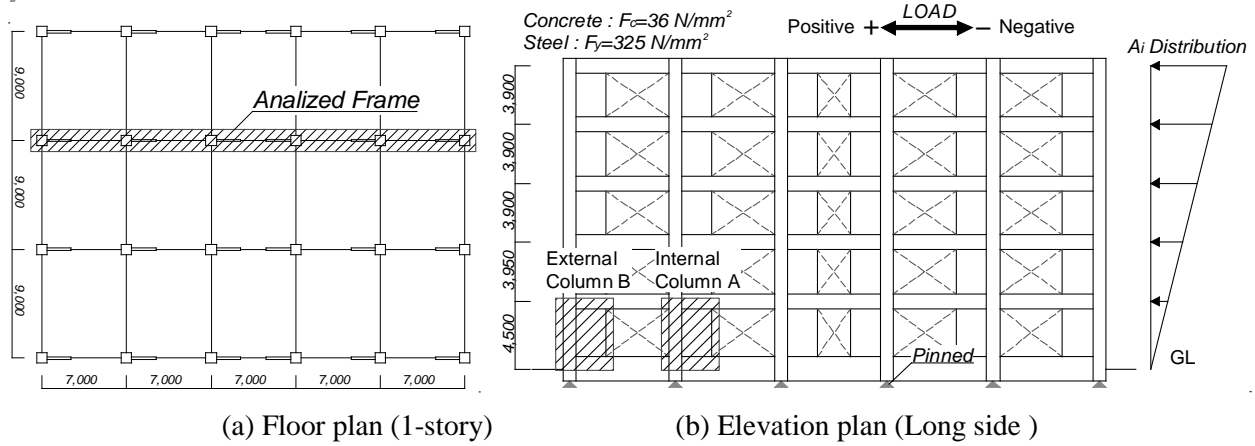 9,000
9,000
9,000
Analized Frame
7,000 7,000 7,000 7,000 7,000
Concrete : Fc=36 N/mm²
Steel : Fy=325 N/mm²
Positive + LOAD − Negative
Ai Distribution
3,900
3,900
3,900
3,950
4,500
External
Column B
Internal
Column A
Pinned
GL
(a) Floor plan (1-story)
(b) Elevation plan (Long side )